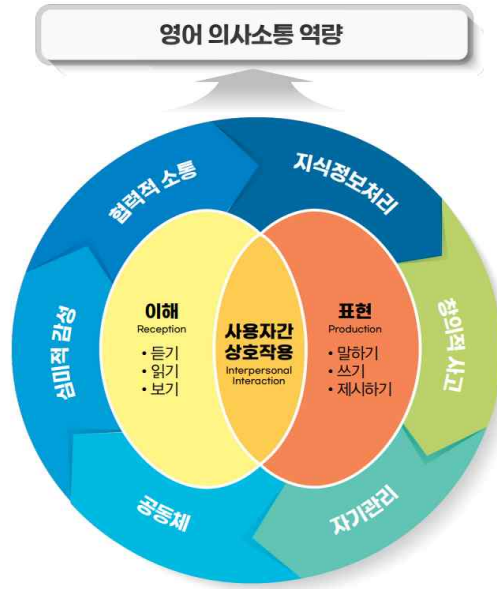 영어 의사소통 역량
협력적 소통
지식정보처리
창의적 사고
자기관리
공동체
심미적 감성
이해
Reception
• 듣기
• 읽기
• 보기
사용자간
상호작용
Interpersonal
Interaction
표현
Production
• 말하기
• 쓰기
• 제시하기